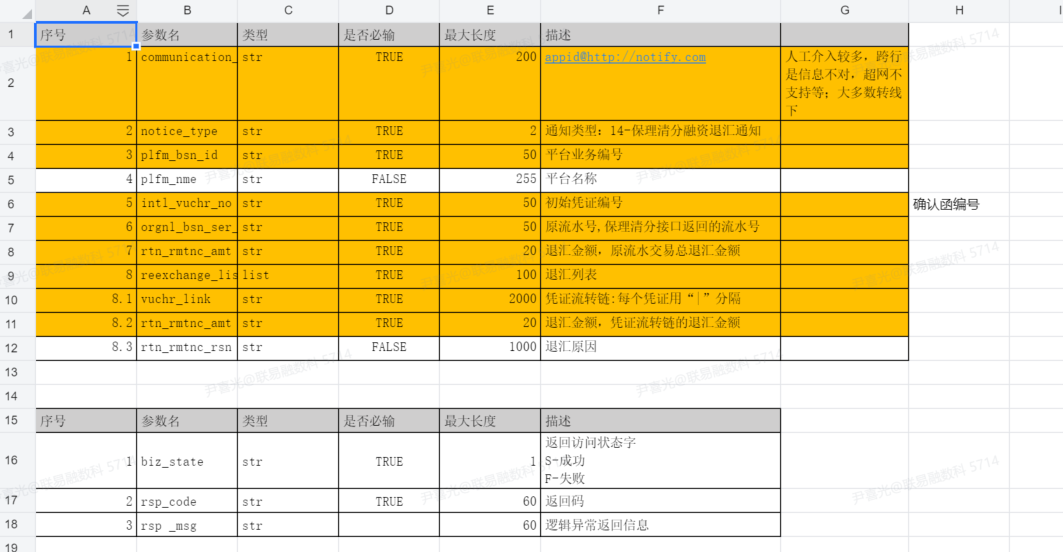 A B C D E F G H I
1 序号 参数名 类型 是否必输 最大长度 描述
2 1 communication_ str TRUE 200 appid@http://notify.com 人工介入较多，跨行
是信息不对，超网不
支持等；大多数转线
下
3 2 notice_type str TRUE 2 通知类型：14-保理清分融资退汇通知
4 3 plfm_bsn_id str TRUE 50 平台业务编号
5 4 plfm_nme str FALSE 255 平台名称
6 5 intl_vuchr_no str TRUE 50 初始凭证编号 确认函编号
7 6 orgnl_bsn_ser_ str TRUE 50 原流水号,保理清分接口返回的流水号
8 7 rtn_rmtnc_amt str TRUE 20 退汇金额，原流水交易总退汇金额
9 8 reexchange_lis list TRUE 100 退汇列表
10 8.1 vuchr_link str TRUE 2000 凭证流转链:每个凭证用“|”分隔
11 8.2 rtn_rmtnc_amt str TRUE 20 退汇金额，凭证流转链的退汇金额
12 8.3 rtn_rmtnc_rsn str FALSE 1000 退汇原因
13
14
15 序号 参数名 类型 是否必输 最大长度 描述
16 1 biz_state str TRUE 1 返回访问状态字
S-成功
F-失败
17 2 rsp_code str TRUE 60 返回码
18 3 rsp _msg str 60 逻辑异常返回信息
19
尹喜光@联易融数科 5714